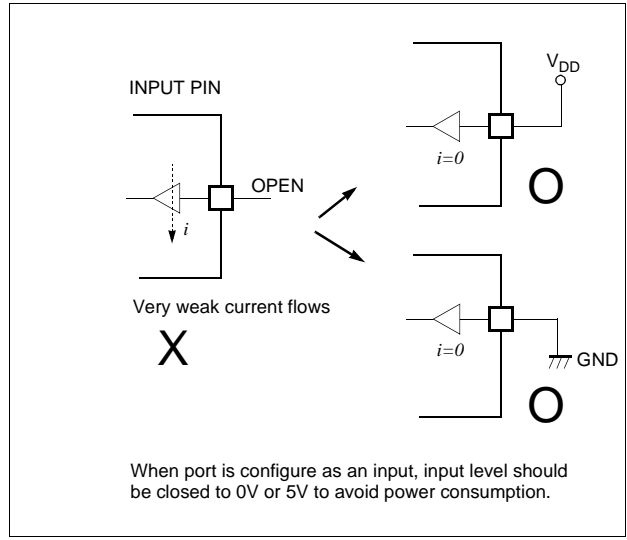 INPUT PIN
OPEN
i
Very weak current flows
X
VDD
i=0
O
i=0
GND
O
When port is configure as an input, input level should
be closed to 0V or 5V to avoid power consumption.